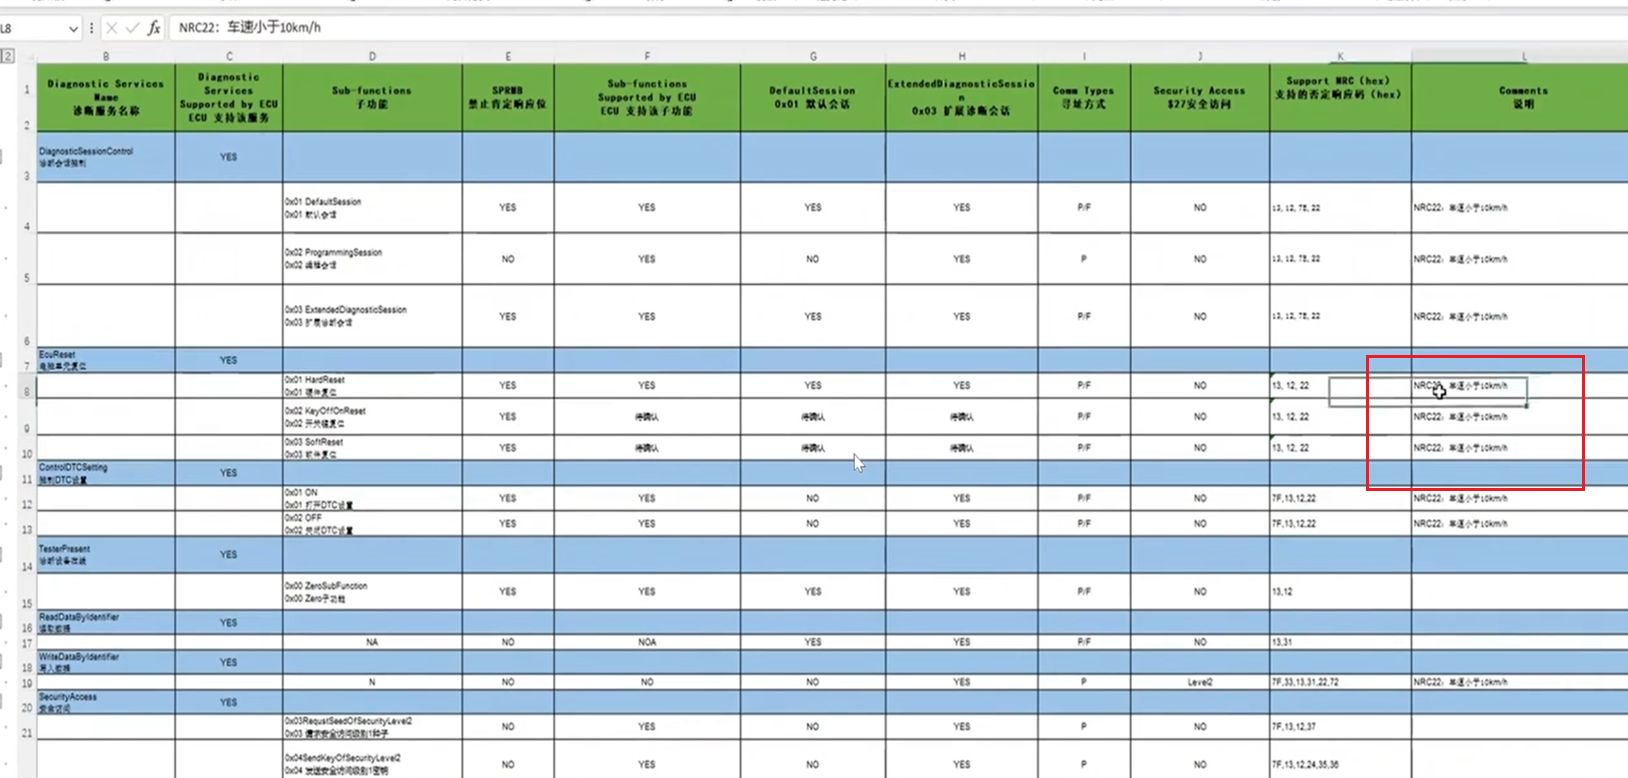 L8
fx
NRC22：车速小于10km/h
2
B C D E F G H I J K L
1
2
Diagnostic Services
Name
诊断服务名称
Diagnostic
Services
Supported by ECU
ECU 支持该服务
Sub-functions
子功能
SPRMB
禁止肯定响应位
Sub-functions
Supported by ECU
ECU 支持该子功能
DefaultSession
0x01 默认会话
ExtendedDiagnosticSessio
n
0x03 扩展诊断会话
Comm Types
寻址方式
Security Access
$27安全访问
Support NRC (hex)
支持的否定响应码 (hex)
Comments
说明
3
DiagnosticSessionControl
诊断会话控制
YES
4
0x01 DefaultSession
0x01 默认会话
YES YES YES YES P/F NO 13, 12, 7E, 22 NRC22：车速小于10km/h
5
0x02 ProgrammingSession
0x02 编程会话
NO YES NO YES P NO 13, 12, 7E, 22 NRC22：车速小于10km/h
6
0x03 ExtendedDiagnosticSession
0x03 扩展诊断会话
YES YES YES YES P/F NO 13, 12, 7E, 22 NRC22：车速小于10km/h
7
EcuReset
电控单元复位
YES
8
0x01 HardReset
0x01 硬件复位
YES YES YES YES P/F NO 13, 12, 22 NRC22：车速小于10km/h
9
0x02 KeyOffOnReset
0x02 开关键复位
YES 待确认 待确认 待确认 P/F NO 13, 12, 22 NRC22：车速小于10km/h
10
0x03 SoftReset
0x03 软件复位
YES 待确认 待确认 待确认 P/F NO 13, 12, 22 NRC22：车速小于10km/h
11
ControlDTCSetting
控制DTC设置
YES
12
0x01 ON
0x01 打开DTC设置
YES YES NO YES P/F NO 7F,13,12,22 NRC22：车速小于10km/h
13
0x02 OFF
0x02 关闭DTC设置
YES YES NO YES P/F NO 7F,13,12,22 NRC22：车速小于10km/h
14
TesterPresent
诊断设备在线
YES
15
0x00 ZeroSubFunction
0x00 Zero子功能
YES YES YES YES P/F NO 13,12
16
ReadDataByIdentifier
读取数据
YES
17
NA NO NOA YES YES P/F NO 13,31
18
WriteDataByIdentifier
写入数据
YES
19
N NO NO NO YES P Level2 7F,33,13,31,22,72 NRC22：车速小于10km/h
20
SecurityAccess
安全访问
YES
21
0x03RequstSeedOfSecurityLevel2
0x03 请求安全访问级别1种子
NO YES NO YES P NO 7F,13,12,37
0x04SendKeyOfSecurityLevel2
0x04 发送安全访问级别1密钥
NO YES NO YES P NO 7F,13,12,24,35,36